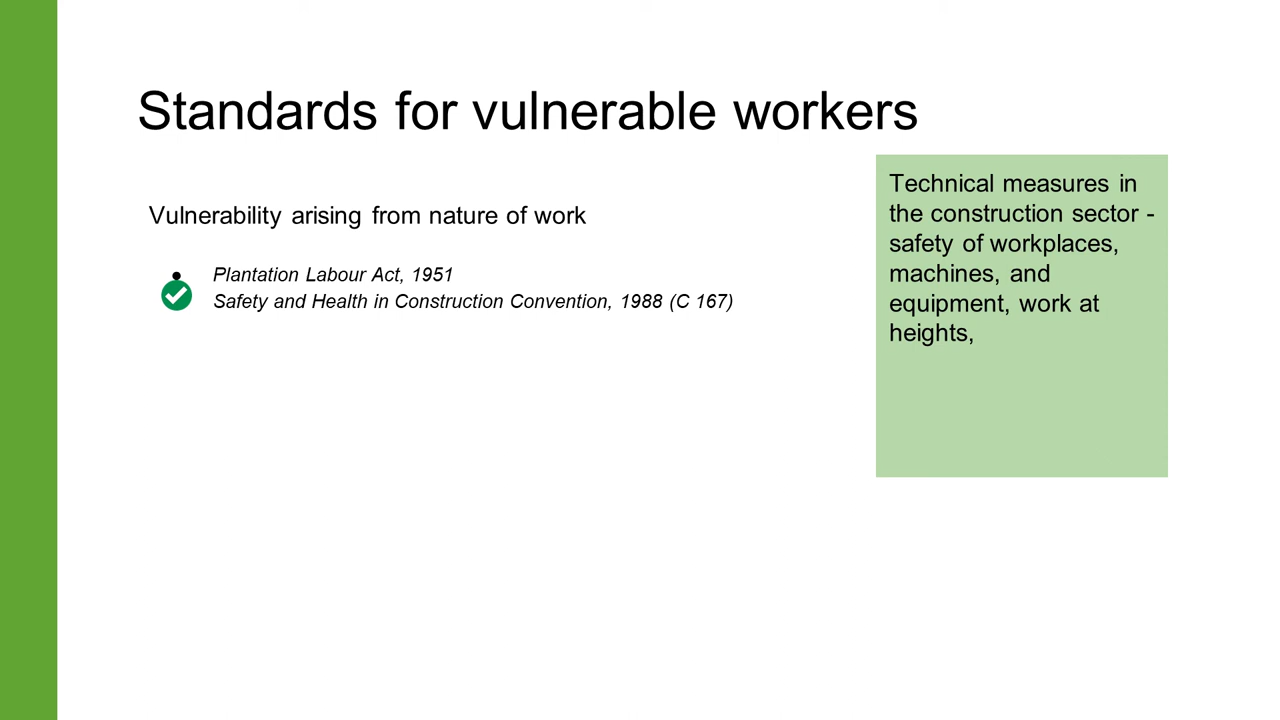 Standards for vulnerable workers
Vulnerability arising from nature of work
Plantation Labour Act, 1951
Safety and Health in Construction Convention, 1988 (C 167)
Technical measures in
the construction sector -
safety of workplaces,
machines, and
equipment, work at
heights,